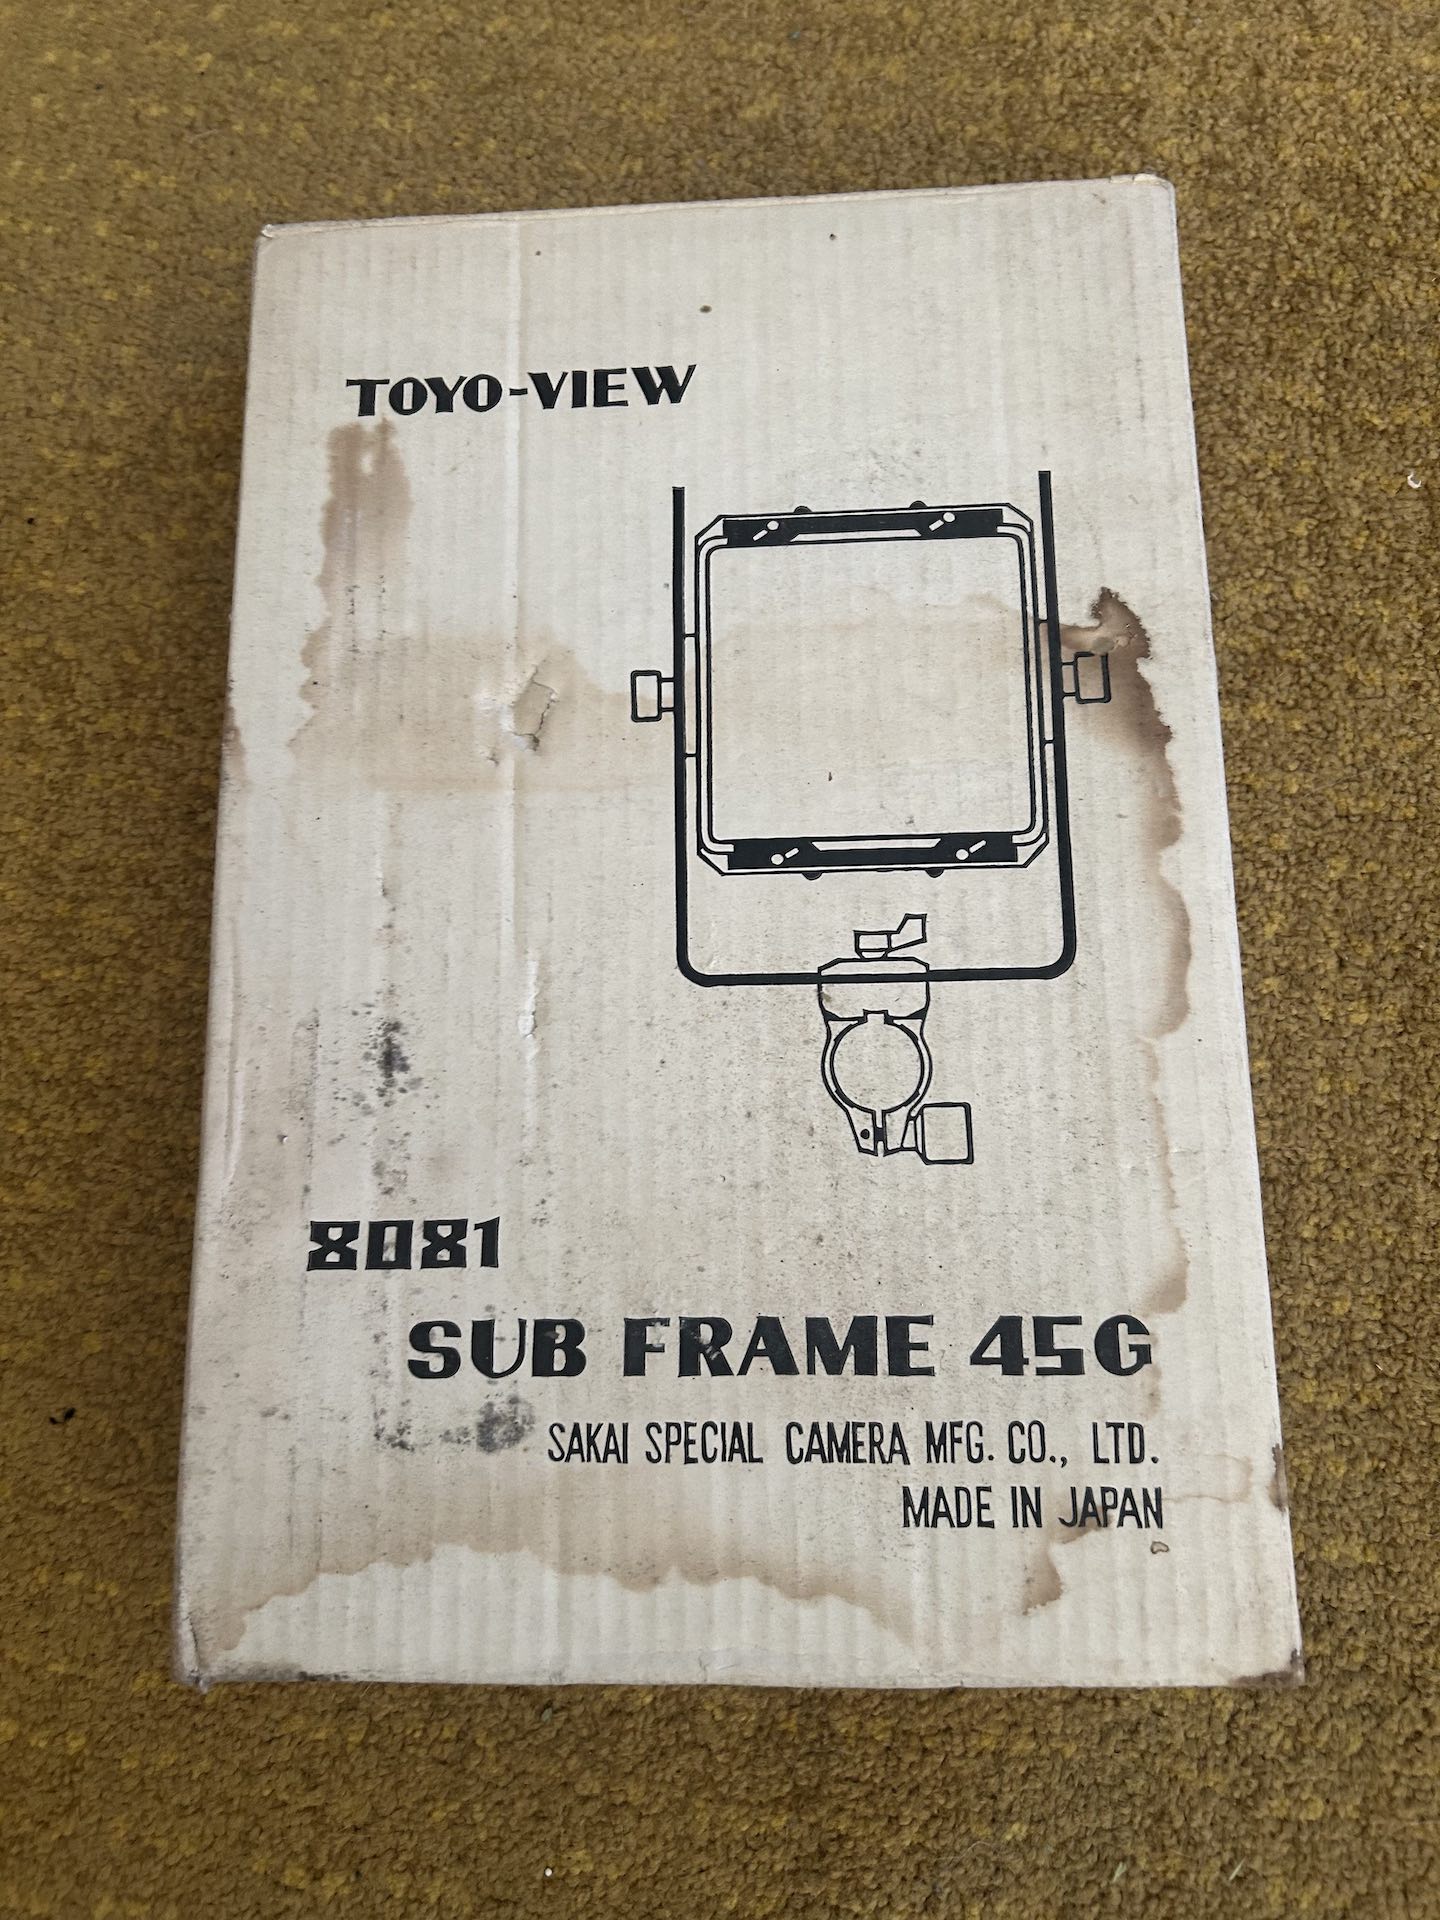 TOYO-VIEW
8081
SUB FRAME 45G
SAKAI SPECIAL CAMERA MFG. CO., LTD.
MADE IN JAPAN